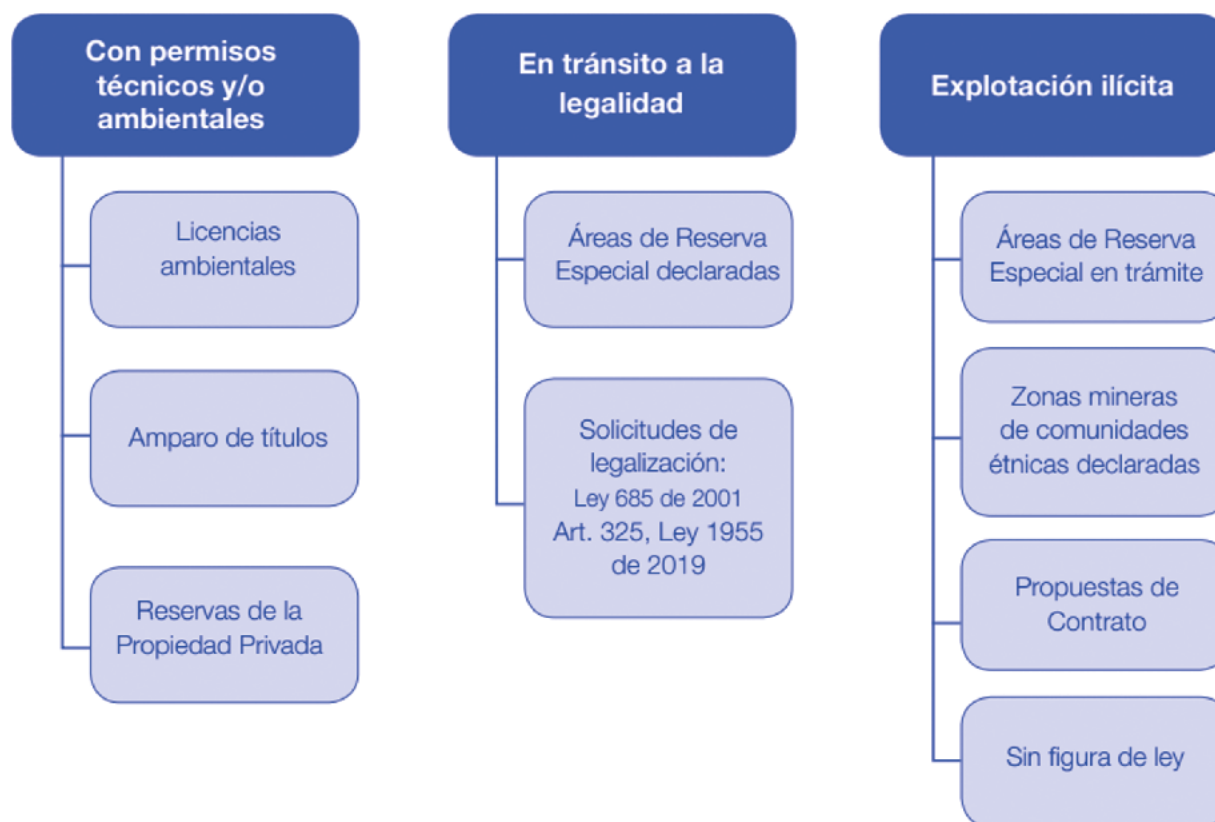 Con permisos
técnicos y/o
ambientales
Licencias
ambientales
Amparo de títulos
Reservas de la
Propiedad Privada
En tránsito a la
legalidad
Áreas de Reserva
Especial declaradas
Solicitudes de
legalización:
Ley 685 de 2001
Art. 325, Ley 1955
de 2019
Explotación ilícita
Áreas de Reserva
Especial en trámite
Zonas mineras
de comunidades
étnicas declaradas
Propuestas de
Contrato
Sin figura de ley